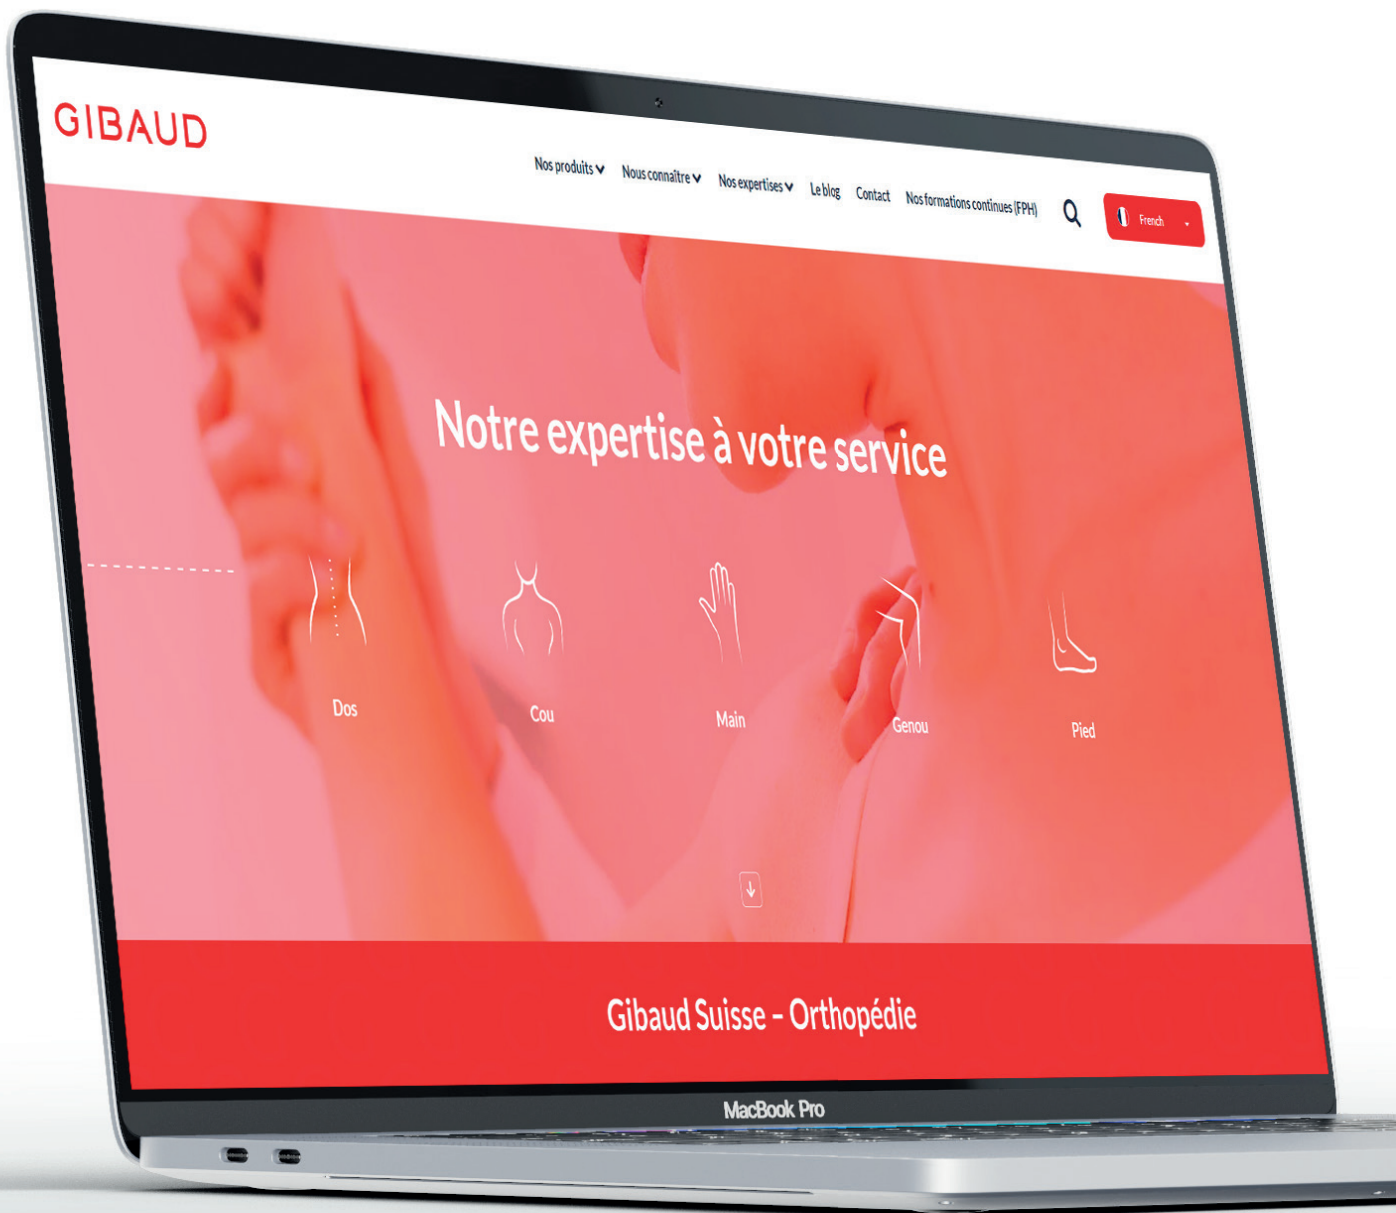 GIBAUD
Nos produits Nous connaître Nos expertises Le blog Contact Nos formations continues (FPH) French
Notre expertise à votre service
Dos Cou Main Genou Pied
Gibaud Suisse – Orthopédie
MacBook Pro